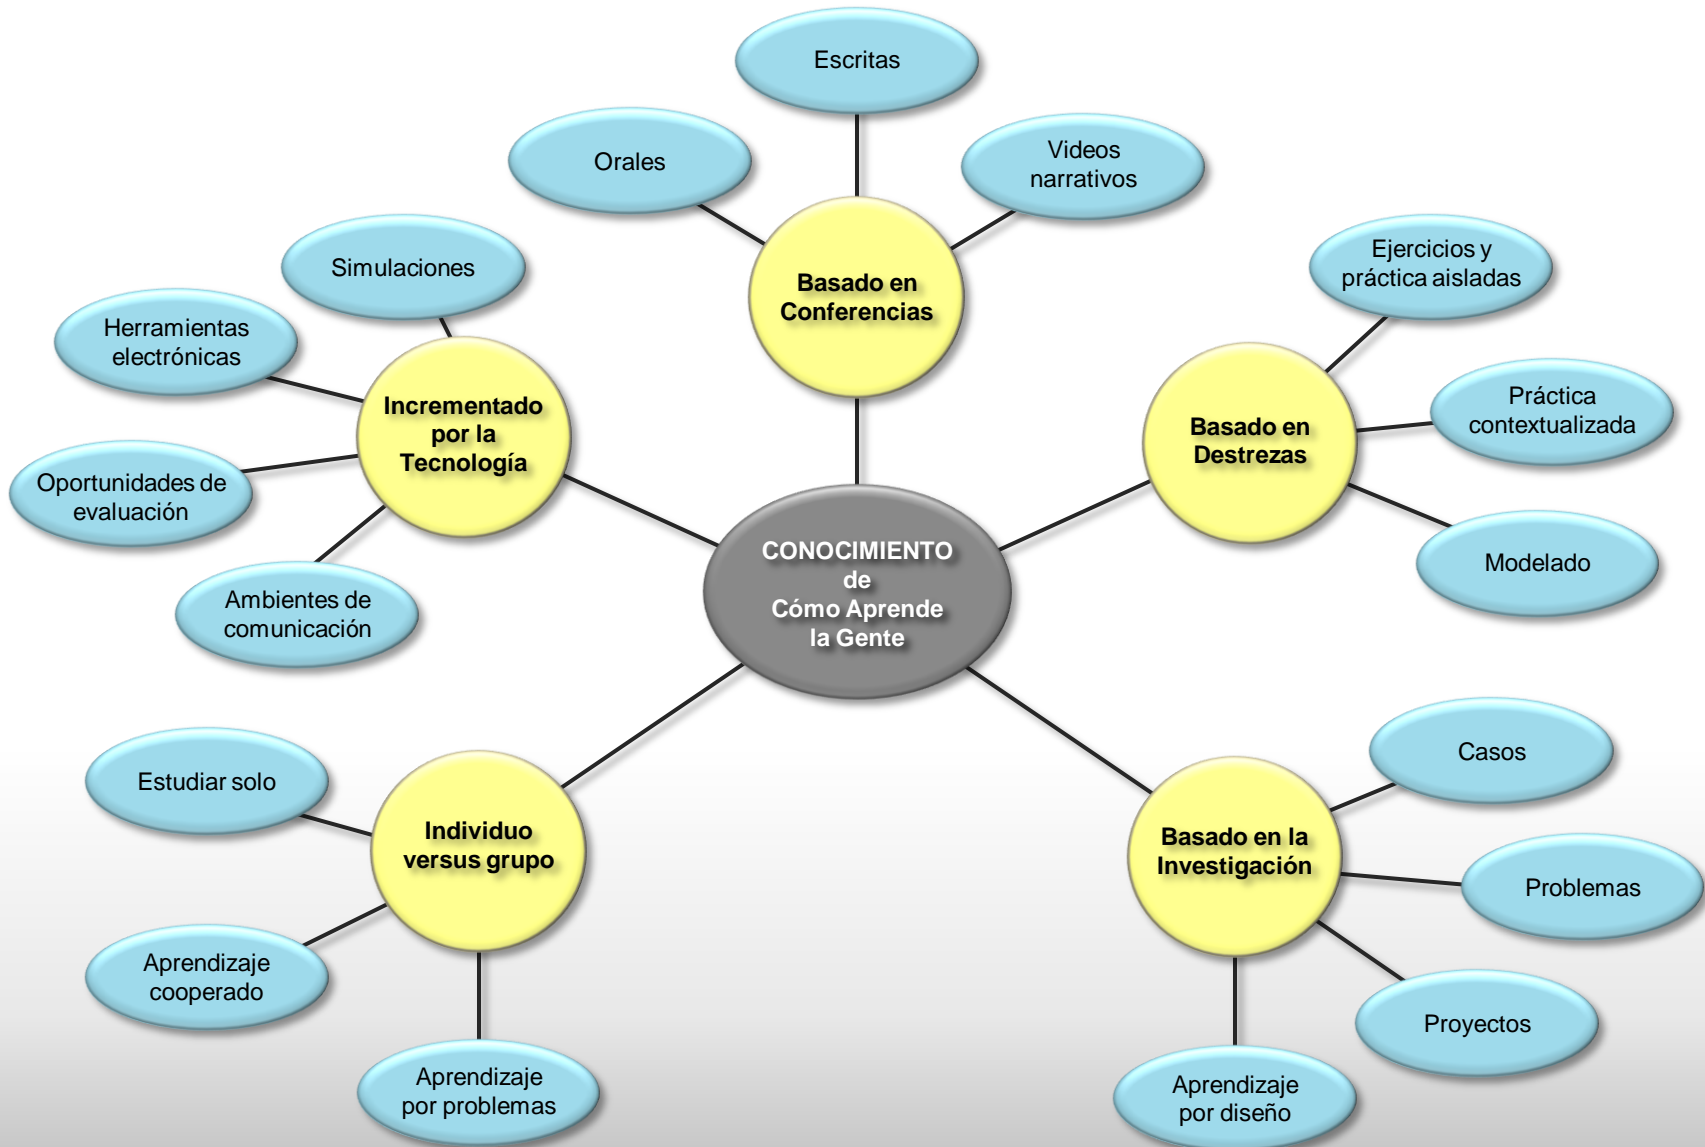 Escritas
Orales
Videos
narrativos
Basado en
Conferencias
Simulaciones
Herramientas
electrónicas
Oportunidades de
evaluación
Ambientes de
comunicación
Incrementado
por la
Tecnología
Ejercicios y
práctica aisladas
Práctica
contextualizada
Modelado
Basado en
Destrezas
CONOCIMIENTO
de
Cómo Aprende
la Gente
Estudiar solo
Aprendizaje
cooperado
Aprendizaje
por problemas
Individuo
versus grupo
Casos
Problemas
Proyectos
Aprendizaje
por diseño
Basado en la
Investigación